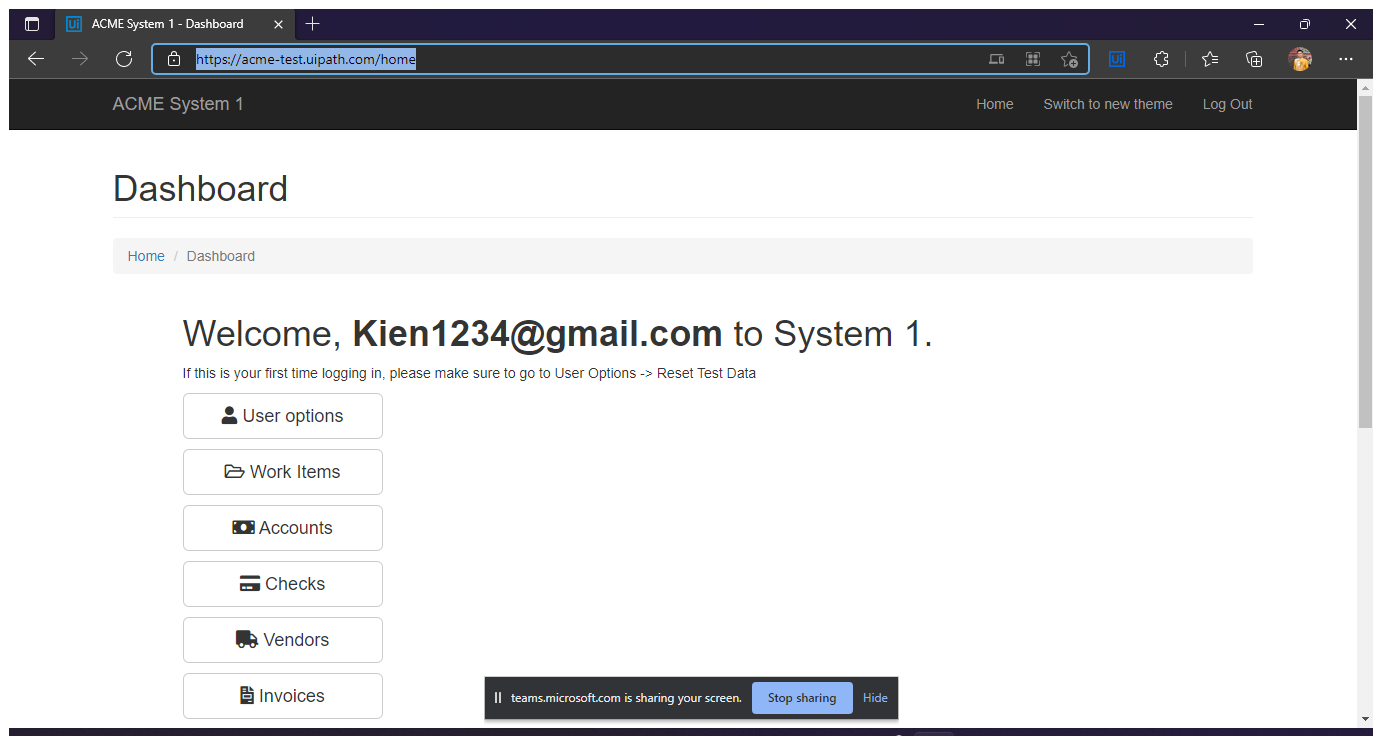 Ui ACME System 1 - Dashboard
https://acme-test.uipath.com/home
Ui
ACME System 1 Home Switch to new theme Log Out
Dashboard
Home / Dashboard
Welcome, Kien1234@gmail.com to System 1.
If this is your first time logging in, please make sure to go to User Options -> Reset Test Data
User options
Work Items
Accounts
Checks
Vendors
Invoices
teams.microsoft.com is sharing your screen. Stop sharing Hide